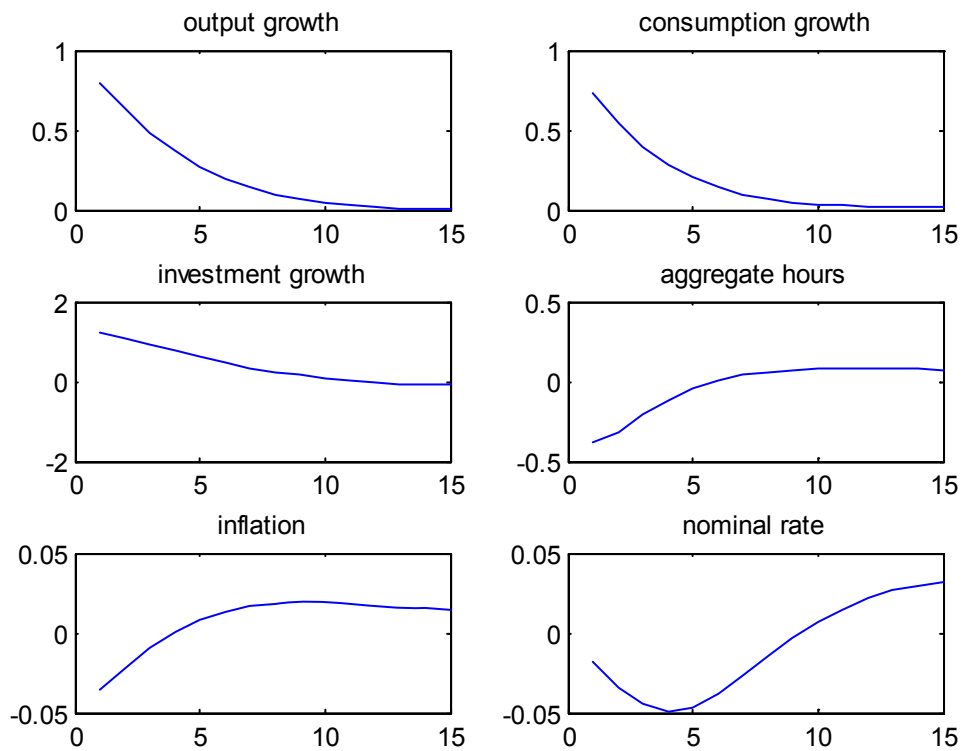 output growth
1
0.5
0
0 5 10 15
consumption growth
1
0.5
0
0 5 10 15
investment growth
2
0
-2
0 5 10 15
aggregate hours
0.5
0
-0.5
0 5 10 15
inflation
0.05
0
-0.05
0 5 10 15
nominal rate
0.05
0
-0.05
0 5 10 15